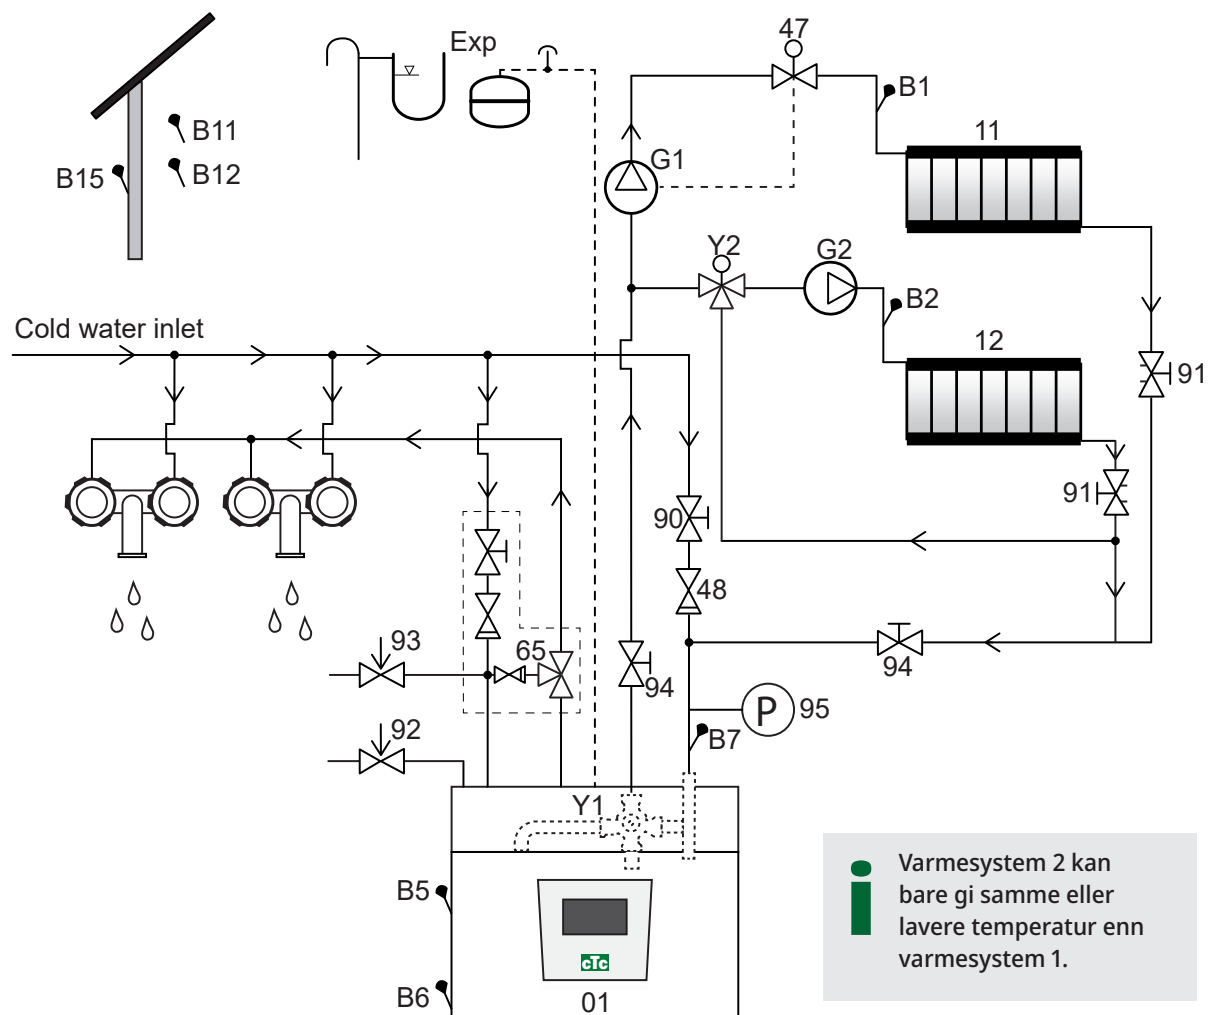 47
Exp
B1
B11
11
G1
B12
B15
Y2
G2
B2
Cold water inlet
12
91
91
90
48
93
65
94
94
P
95
92
B7
Y1
Varmesystem 2 kan
bare gi samme eller
lavere temperatur enn
varmesystem 1.
B5
cTc
B6
01